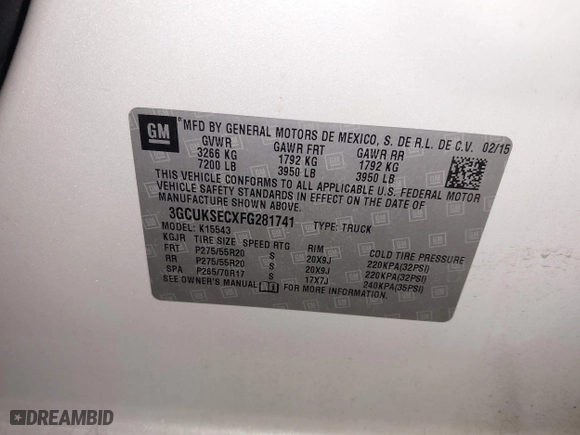 GM
*MFD BY GENERAL MOTORS DE MEXICO, S. DE R.L. DE C.V. 02/15
GVWR GAWR FRT GAWR RR
3266 KG 1792 KG 1792 KG
7200 LB 3950 LB 3950 LB
THIS VEHICLE CONFORMS TO ALL APPLICABLE U.S. FEDERAL MOTOR
VEHICLE SAFETY STANDARDS IN EFFECT ON THE DATE OF
MANUFACTURE SHOWN ABOVE.
3GCUKSECXFG281741 TYPE: TRUCK
MODEL: K15543
KGJR TIRE SIZE SPEED RTG RIM COLD TIRE PRESSURE
FRT P275/55R20 S 20X9J 220KPA(32PSI)
RR P275/55R20 S 20X9J 220KPA(32PSI)
SPA P265/70R17 S 17X7J 240KPA(35PSI)
SEE OWNER'S MANUAL FOR MORE INFORMATION.
DREAMBID